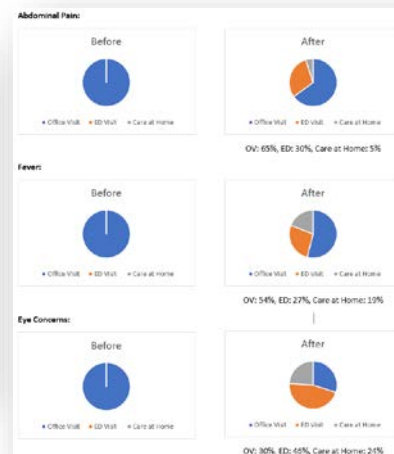 Abdominal Pain:
Before
After
Office Visit ED Visit Care at Home
Office Visit ED Visit Care at Home
OV: 65%, ED: 30%, Care at Home: 5%
Fever:
Before
After
Office Visit ED Visit Care at Home
Office Visit ED Visit Care at Home
OV: 54%, ED: 27%, Care at Home: 19%
Eye Concerns:
Before
After
Office Visit ED Visit Care at Home
Office Visit ED Visit Care at Home
OV: 30%, ED: 46%, Care at Home: 24%